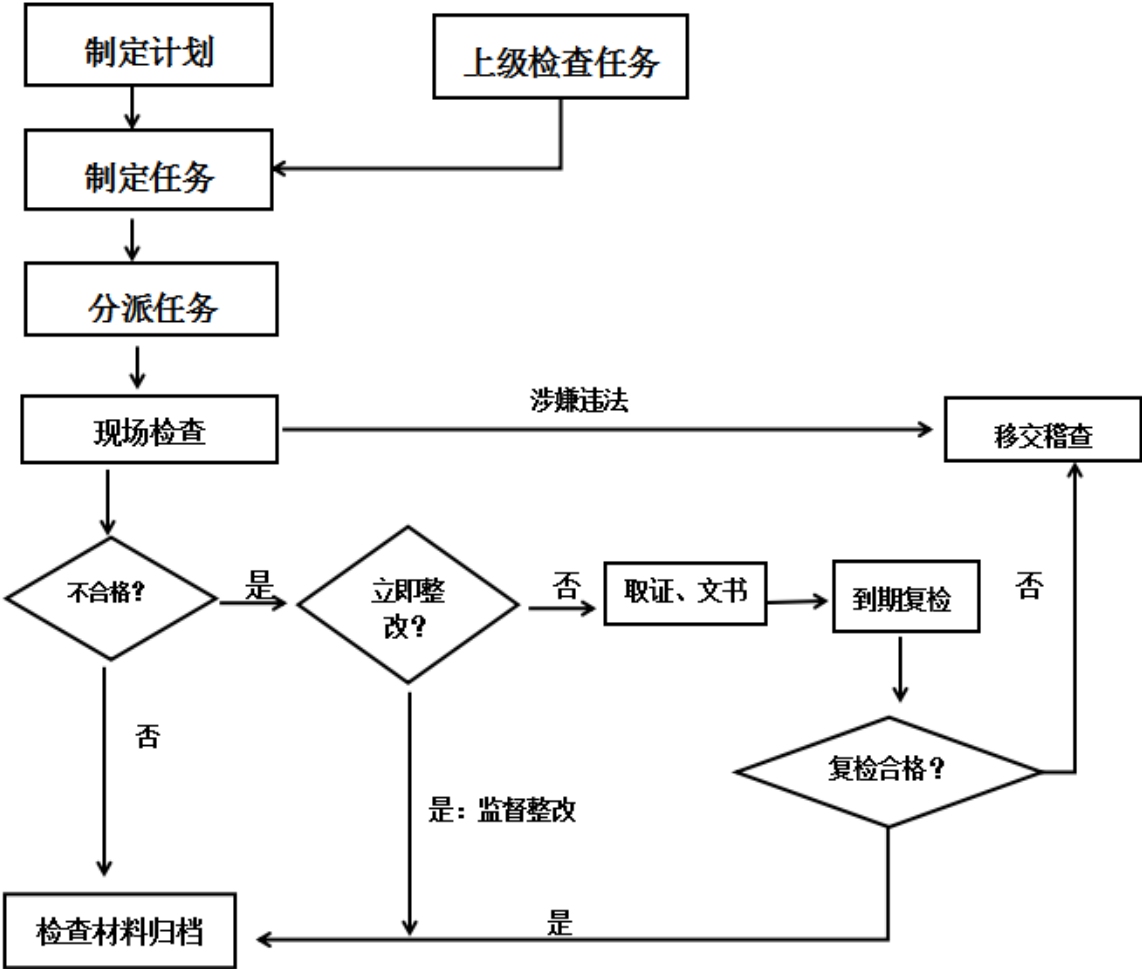 制定计划
上级检查任务
制定任务
分派任务
现场检查
涉嫌违法
移交稽查
不合格?
是
立即整
改?
否
取证、文书
到期复检
否
否
复检合格?
是：监督整改
检查材料归档
是